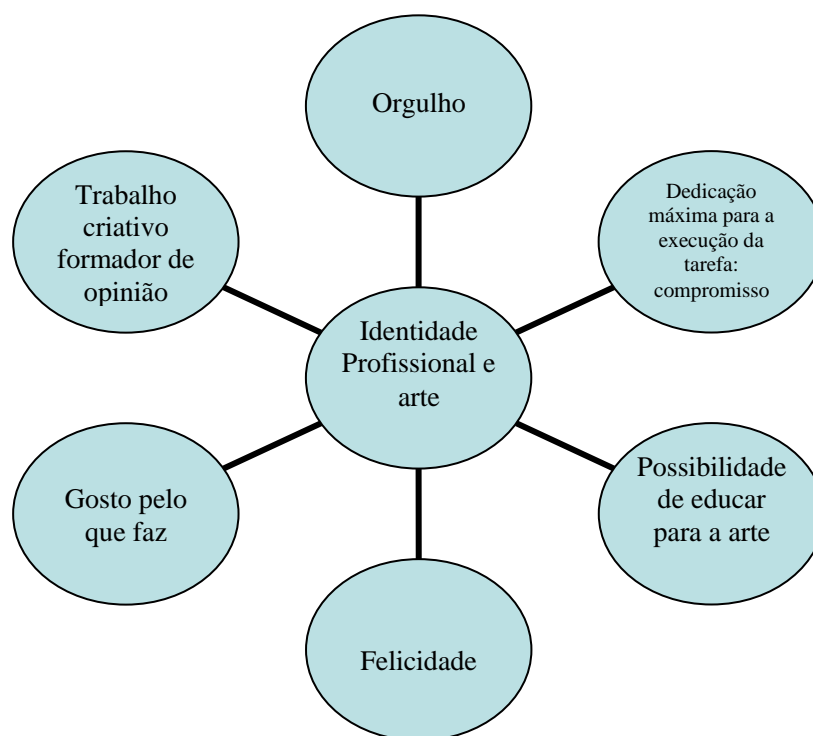 Orgulho
Trabalho
criativo
formador de
opinião
Dedicação
máxima para a
execução da
tarefa:
compromisso
Identidade
Profissional e
arte
Gosto pelo
que faz
Possibilidade
de educar
para a arte
Felicidade